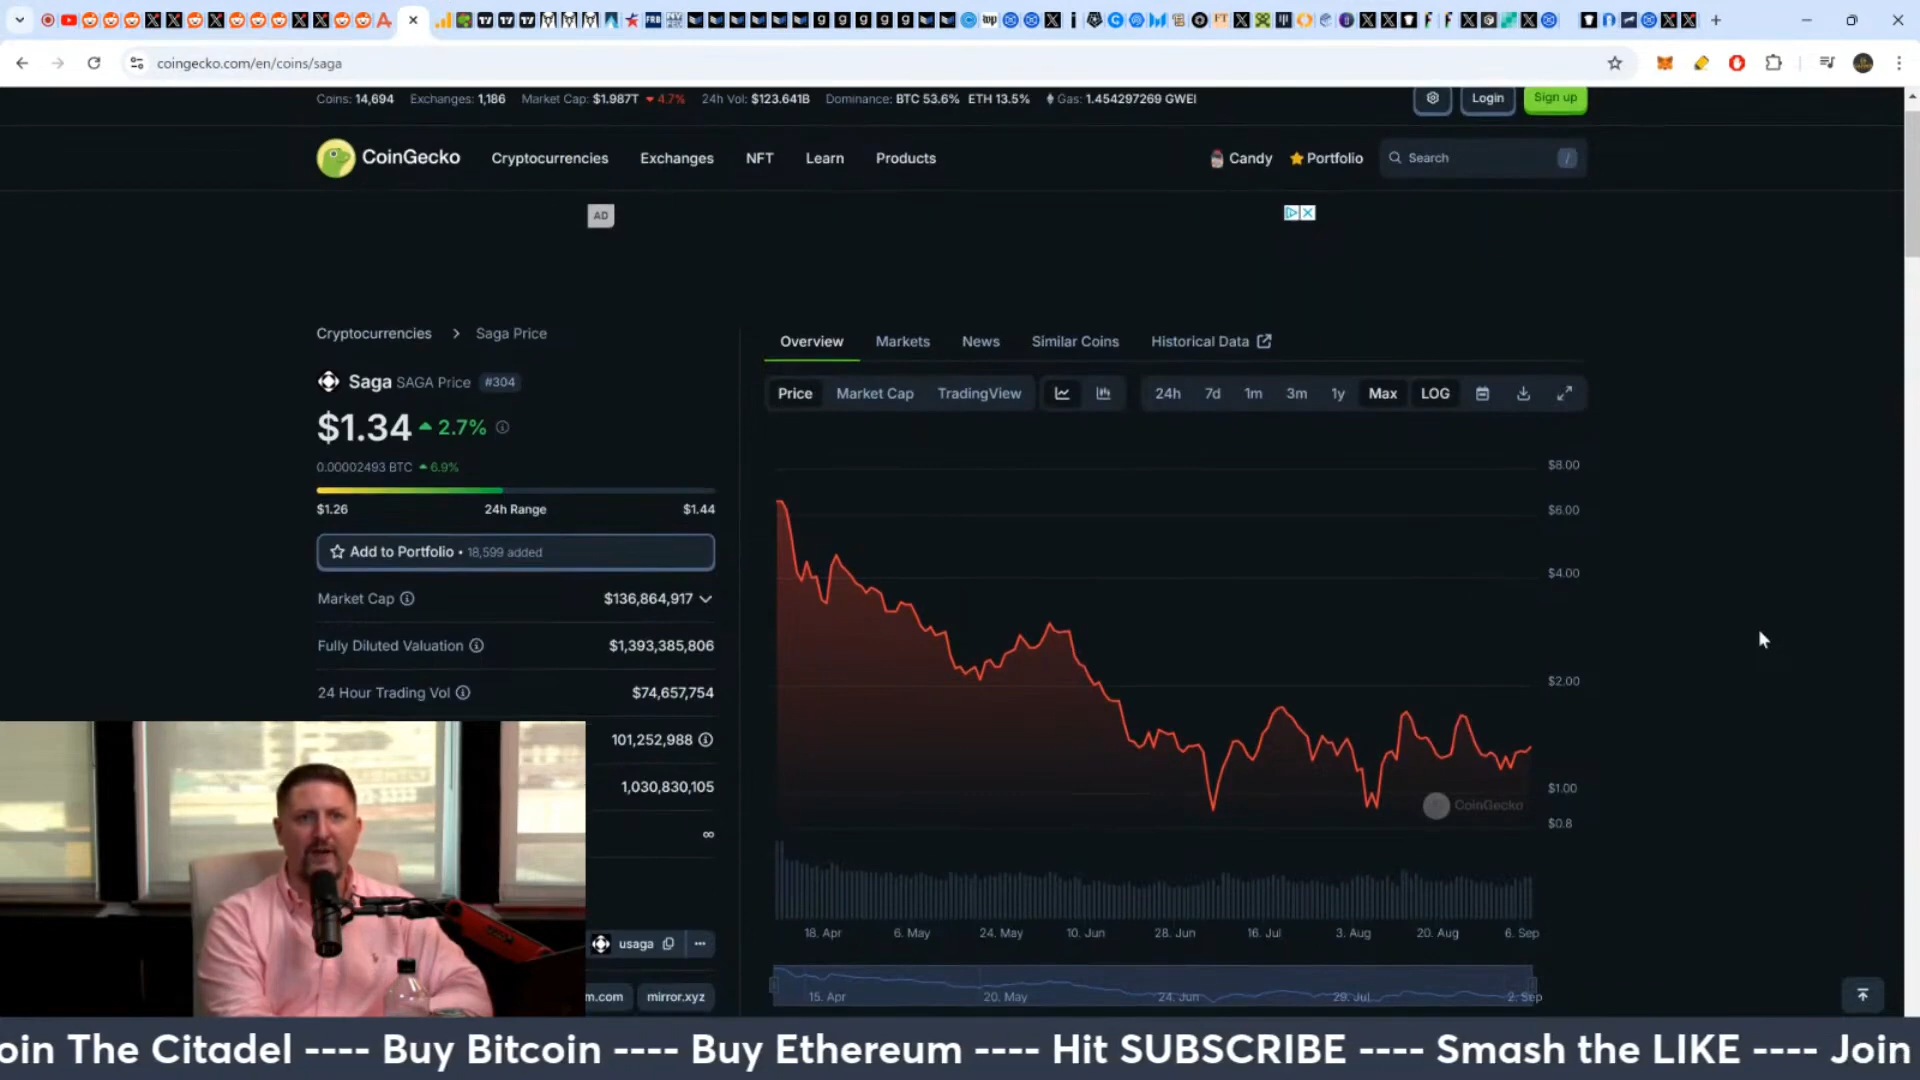 coingecko.com/en/coins/saga
Coins: 14,694 Exchanges: 1,186 Market Cap: $1.987T 4.7% 24h Vol: $123.641B Dominance: BTC 53.6% ETH 13.5% Gas: 1.454297269 GWEI
Login Sign up
CoinGecko Cryptocurrencies Exchanges NFT Learn Products Candy Portfolio Search /
AD
Cryptocurrencies > Saga Price
Saga SAGA Price #304
$1.34 2.7%
0.00002493 BTC 6.9%
$1.26 24h Range $1.44
Add to Portfolio • 18,599 added
Market Cap $136,864,917
Fully Diluted Valuation $1,393,385,806
24 Hour Trading Vol $74,657,754
101,252,988
1,030,830,105
∞
usaga
m.com mirror.xyz
Overview Markets News Similar Coins Historical Data
Price Market Cap TradingView 24h 7d 1m 3m 1y Max LOG
$8.00
$6.00
$4.00
$2.00
$1.00
$0.8
CoinGecko
18. Apr 6. May 24. May 10. Jun 28. Jun 16. Jul 3. Aug 20. Aug 6. Sep
15. Apr 20. May 24. Jun 29. Jul 2. Sep
oin The Citadel ---- Buy Bitcoin ---- Buy Ethereum ---- Hit SUBSCRIBE ---- Smash the LIKE ---- Join